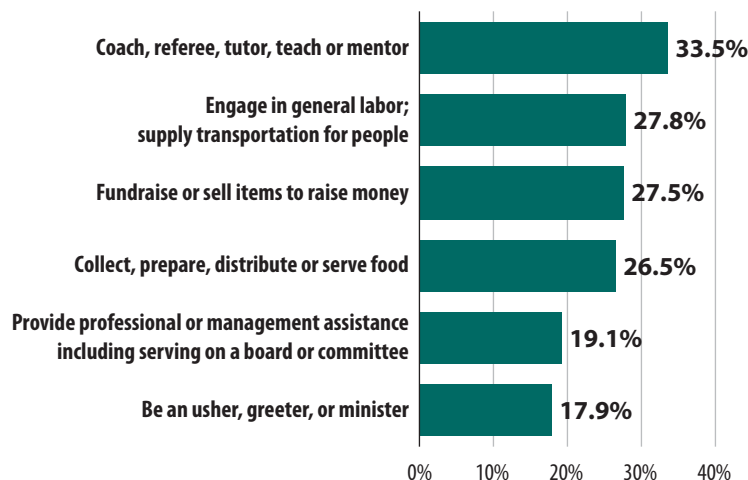 Coach, referee, tutor, teach or mentor
33.5%
Engage in general labor;
supply transportation for people
27.8%
Fundraise or sell items to raise money
27.5%
Collect, prepare, distribute or serve food
26.5%
Provide professional or management assistance
including serving on a board or committee
19.1%
Be an usher, greeter, or minister
17.9%
0% 10% 20% 30% 40%